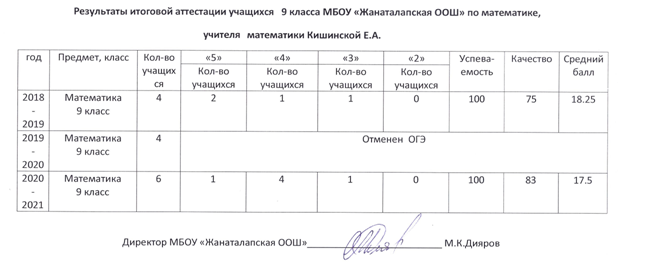 Результаты итоговой аттестации учащихся 9 класса МБОУ «Жанаталапская ООШ» по математике,
учителя математики Кишинской Е.А.
год Предмет, класс Кол-во учащих ся «5» «4» «3» «2» Успева- емость Качество Средний балл
Кол-во учащихся Кол-во учащихся Кол-во учащихся Кол-во учащихся
2018 - 2019 Математика 9 класс 4 2 1 1 0 100 75 18.25
2019 - 2020 Математика 9 класс 4 Отменен ОГЭ
2020 - 2021 Математика 9 класс 6 1 4 1 0 100 83 17.5
Директор МБОУ «Жанаталапская ООШ» М.К.Дияров